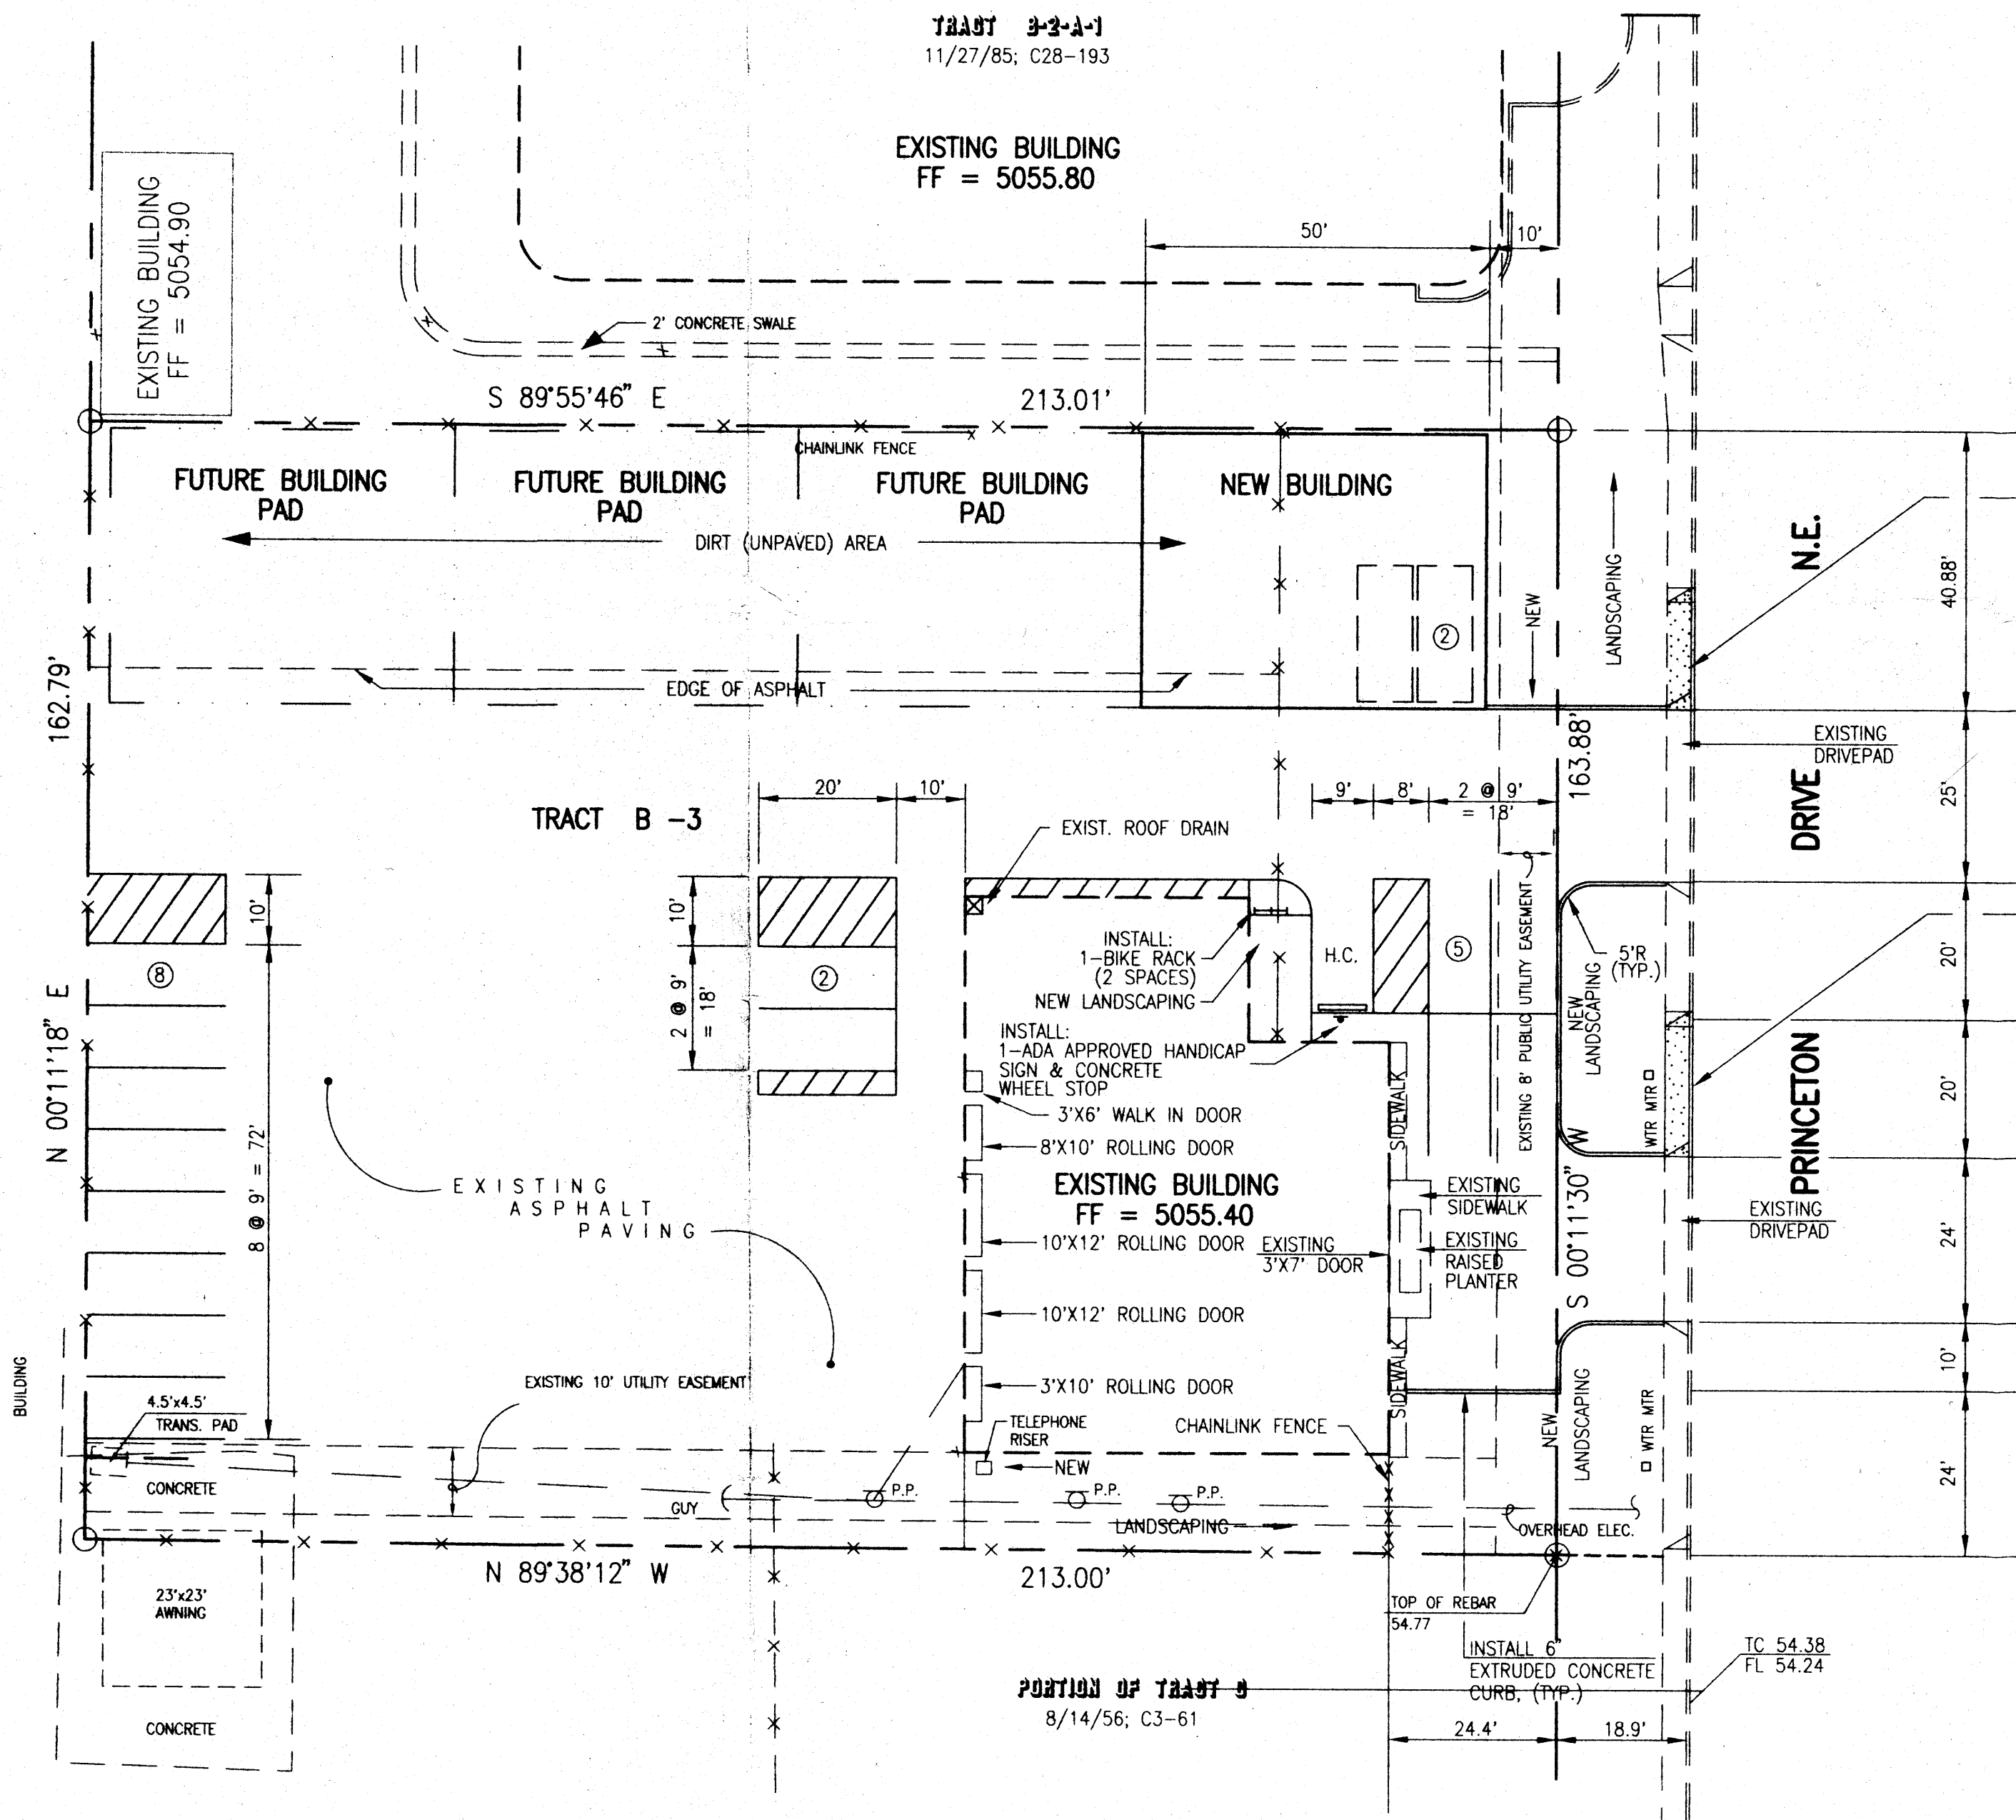 TRACT B-2-A-1
11/27/85; C28-193
EXISTING BUILDING
FF = 5055.80
EXISTING BUILDING
FF = 5054.90
50'
10'
2' CONCRETE SWALE
S 89°55'46" E
213.01'
CHAINLINK FENCE
FUTURE BUILDING
PAD
FUTURE BUILDING
PAD
FUTURE BUILDING
PAD
NEW BUILDING
DIRT (UNPAVED) AREA
2
NEW
LANDSCAPING
N.E.
40.88'
EDGE OF ASPHALT
162.79'
163.88'
EXISTING
DRIVEPAD
DRIVE
25'
TRACT B -3
20'
10'
9'
8'
2 @ 9'
= 18'
EXIST. ROOF DRAIN
10'
8
10'
2 @ 9'
= 18'
2
INSTALL:
1-BIKE RACK
(2 SPACES)
NEW LANDSCAPING
H.C.
5
EXISTING 8' PUBLIC UTILITY EASEMENT
5'R
(TYP.)
NEW
LANDSCAPING
20'
INSTALL:
1-ADA APPROVED HANDICAP
SIGN & CONCRETE
WHEEL STOP
N 00°11'18" E
8 @ 9' = 72'
3'X6' WALK IN DOOR
8'X10' ROLLING DOOR
SIDEWALK
WTR MTR
PRINCETON
20'
EXISTING
ASPHALT
PAVING
EXISTING BUILDING
FF = 5055.40
EXISTING
SIDEWALK
S 00°11'30" W
EXISTING
DRIVEPAD
24'
10'X12' ROLLING DOOR
EXISTING
3'X7' DOOR
EXISTING
RAISED
PLANTER
10'X12' ROLLING DOOR
SIDEWALK
10'
BUILDING
EXISTING 10' UTILITY EASEMENT
3'X10' ROLLING DOOR
4.5'x4.5'
TRANS. PAD
TELEPHONE
RISER
CHAINLINK FENCE
NEW
LANDSCAPING
WTR MTR
24'
CONCRETE
NEW
GUY
P.P.
P.P.
P.P.
LANDSCAPING
OVERHEAD ELEC.
N 89°38'12" W
213.00'
23'x23'
AWNING
TOP OF REBAR
54.77
INSTALL 6"
EXTRUDED CONCRETE
CURB, (TYP.)
TC 54.38
FL 54.24
PORTION OF TRACT C
8/14/56; C3-61
CONCRETE
24.4'
18.9'